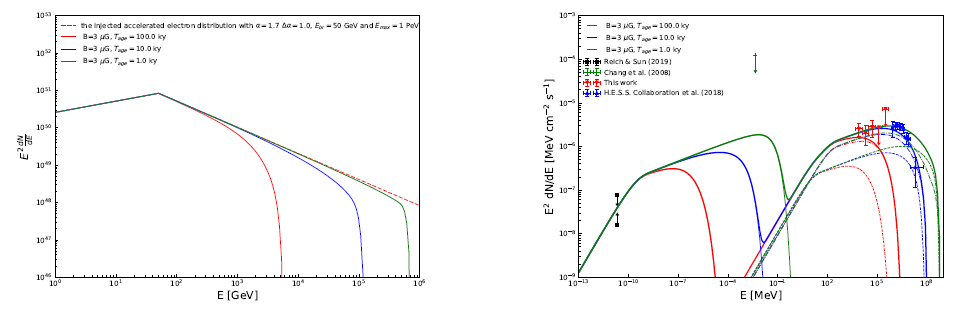 10^53
10^52
10^51
10^50
10^49
10^48
10^47
10^46
E^2 dN/dE
the injected accelerated electron distribution with α = 1.7 Δα = 1.0, E_br = 50 GeV and E_max = 1 PeV
B=3 μG, T_age = 100.0 ky
B=3 μG, T_age = 10.0 ky
B=3 μG, T_age = 1.0 ky
10^0 10^1 10^2 10^3 10^4 10^5 10^6
E [GeV]
10^-3
10^-4
10^-5
10^-6
10^-7
10^-8
10^-9
E^2 dN/dE [MeV cm^-2 s^-1]
B=3 μG, T_age = 100.0 ky
B=3 μG, T_age = 10.0 ky
B=3 μG, T_age = 1.0 ky
Reich & Sun (2019)
Chang et al. (2008)
This work
H.E.S.S. Collaboration et al. (2018)
10^-13 10^-10 10^-7 10^-4 10^-1 10^2 10^5 10^8
E [MeV]